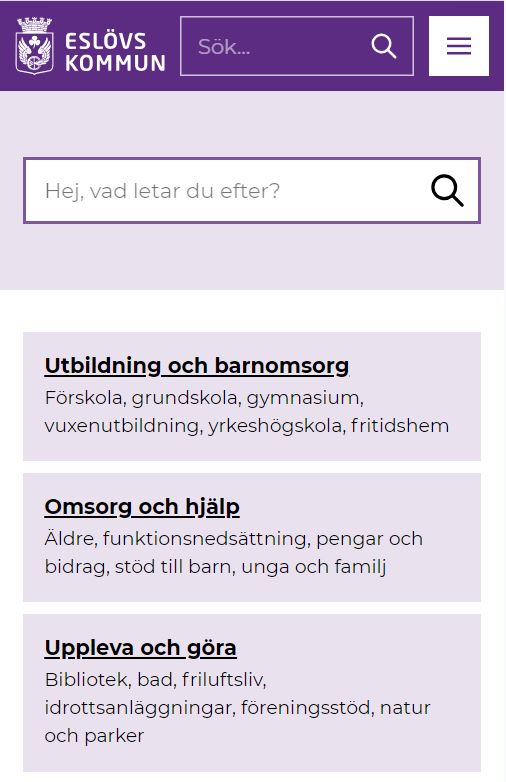 ESLÖVS
KOMMUN
Sök...
Hej, vad letar du efter?
Utbildning och barnomsorg
Förskola, grundskola, gymnasium,
vuxenutbildning, yrkeshögskola, fritidshem
Omsorg och hjälp
Äldre, funktionsnedsättning, pengar och
bidrag, stöd till barn, unga och familj
Uppleva och göra
Bibliotek, bad, friluftsliv,
idrottsanläggningar, föreningsstöd, natur
och parker